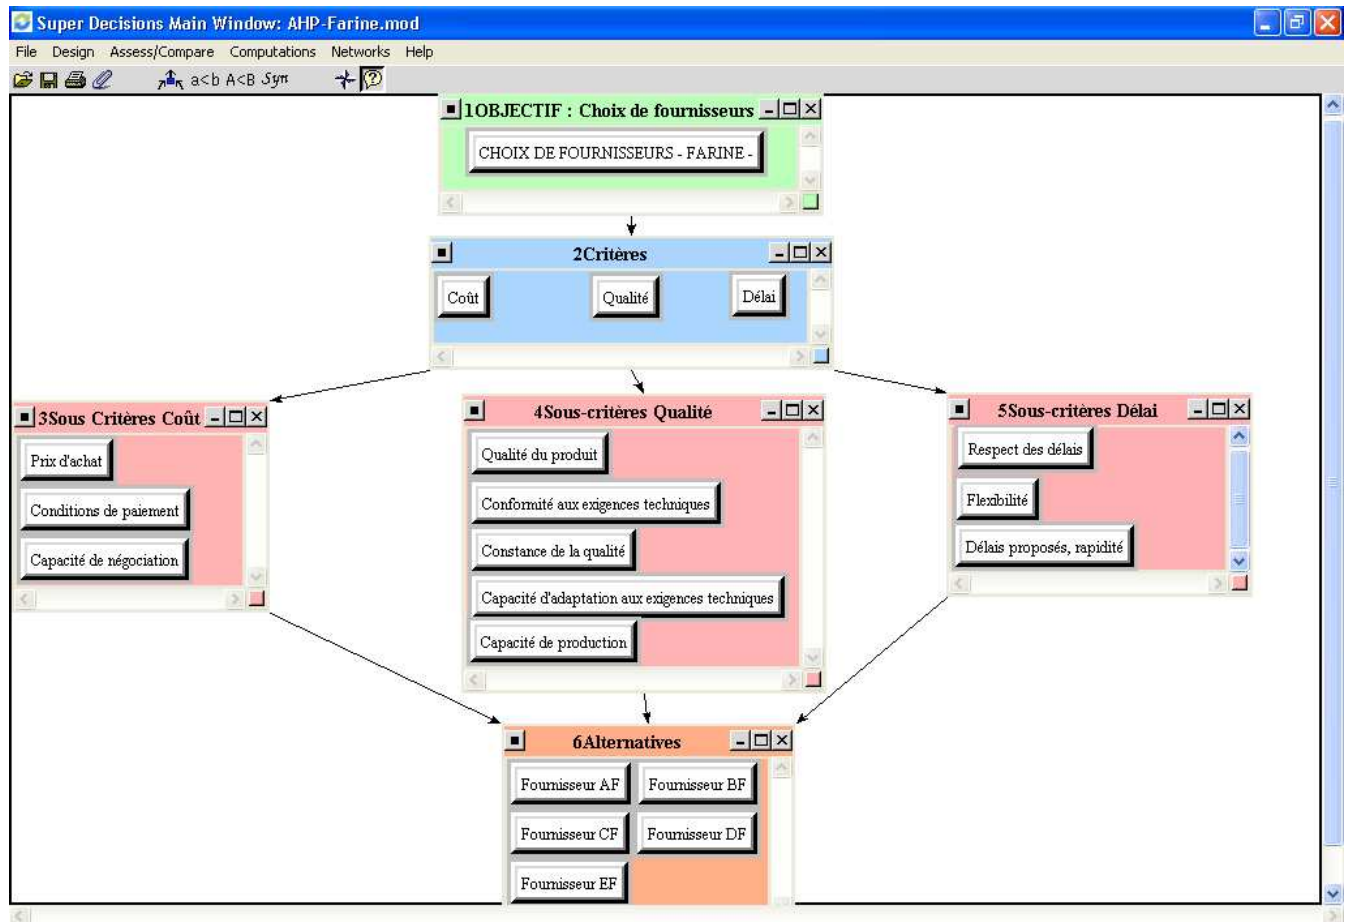 Super Decisions Main Window: AHP-Farine.mod
File Design Assess/Compare Computations Networks Help
a<b A<B Syn
1OBJECTIF : Choix de fournisseurs
CHOIX DE FOURNISSEURS - FARINE -
2Critères
Coût Qualité Délai
3Sous Critères Coût
Prix d'achat
Conditions de paiement
Capacité de négociation
4Sous-critères Qualité
Qualité du produit
Conformité aux exigences techniques
Constance de la qualité
Capacité d'adaptation aux exigences techniques
Capacité de production
5Sous-critères Délai
Respect des délais
Flexibilité
Délais proposés, rapidité
6Alternatives
Fournisseur AF Fournisseur BF
Fournisseur CF Fournisseur DF
Fournisseur EF